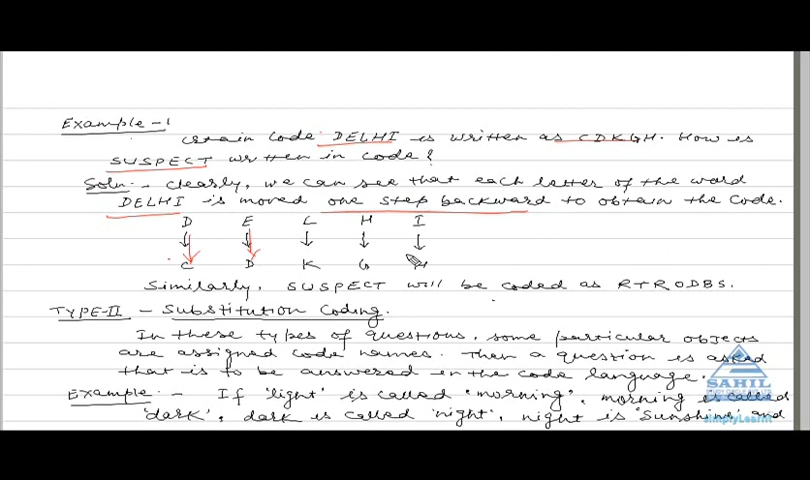 Example-1
certain code DELHI is written as CDKGH. How is
SUSPECT written in code?
Soln - Clearly, we can see that each letter of the word
DELHI is moved one step backward to obtain the code.
D E L H I
C D K G H
Similarly, SUSPECT will be coded as RTRODBS.
TYPE-II - Substitution Coding.
In these types of questions, some particular objects
are assigned code names. Then a question is asked
that is to be answered in the code language.
Example - If 'light' is called 'morning', morning is called
'dark', dark is called 'night', night is 'Sunshine' and
SAHIL
simplyLearnt